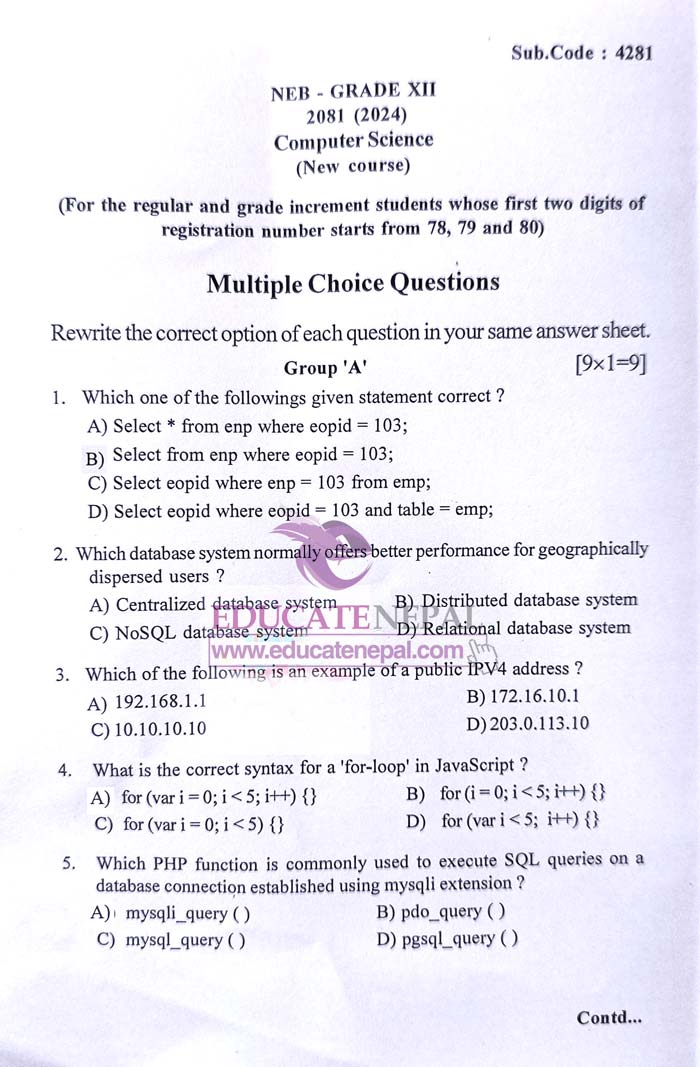 Sub.Code : 4281
NEB - GRADE XII
2081 (2024)
Computer Science
(New course)
(For the regular and grade increment students whose first two digits of
registration number starts from 78, 79 and 80)
Multiple Choice Questions
Rewrite the correct option of each question in your same answer sheet.
Group 'A' [9×1=9]
1. Which one of the followings given statement correct ?
A) Select * from enp where eopid = 103;
B) Select from enp where eopid = 103;
C) Select eopid where enp = 103 from emp;
D) Select eopid where eopid = 103 and table = emp;
2. Which database system normally offers better performance for geographically
dispersed users ?
A) Centralized database system B) Distributed database system
EDUCATENEPAL
C) NoSQL database system D) Relational database system
www.educatenepal.com
3. Which of the following is an example of a public IPV4 address ?
A) 192.168.1.1 B) 172.16.10.1
C) 10.10.10.10 D) 203.0.113.10
4. What is the correct syntax for a 'for-loop' in JavaScript ?
A) for (var i = 0; i < 5; i++) {} B) for (i = 0; i < 5; i++) {}
C) for (var i = 0; i < 5) {} D) for (var i < 5; i++) {}
5. Which PHP function is commonly used to execute SQL queries on a
database connection established using mysqli extension ?
A) mysqli_query ( ) B) pdo_query ( )
C) mysql_query ( ) D) pgsql_query ( )
Contd...